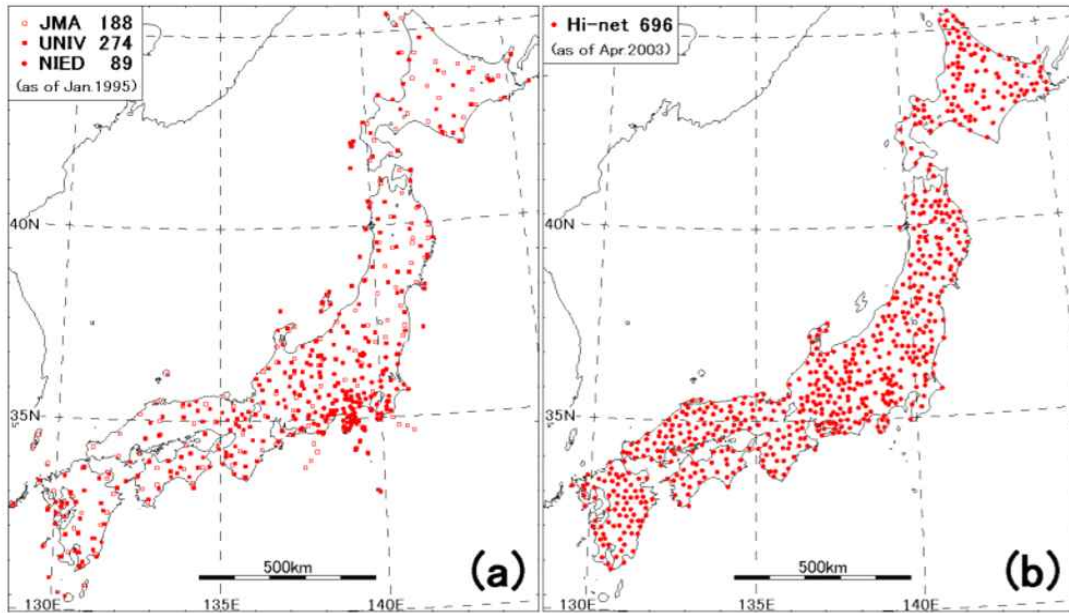 JMA 188
UNIV 274
NIED 89
(as of Jan.1995)
40N
35N
130E
135E
140E
500km
(a)
Hi-net 696
(as of Apr.2003)
40N
35N
130E
135E
140E
500km
(b)